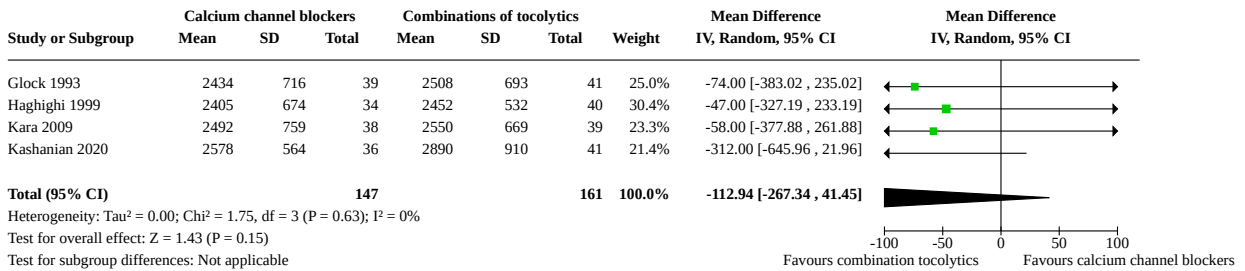 Calcium channel blockers Combinations of tocolytics Mean Difference Mean Difference
Study or Subgroup Mean SD Total Mean SD Total Weight IV, Random, 95% CI IV, Random, 95% CI
Glock 1993 2434 716 39 2508 693 41 25.0% -74.00 [-383.02 , 235.02]
Haghighi 1999 2405 674 34 2452 532 40 30.4% -47.00 [-327.19 , 233.19]
Kara 2009 2492 759 38 2550 669 39 23.3% -58.00 [-377.88 , 261.88]
Kashanian 2020 2578 564 36 2890 910 41 21.4% -312.00 [-645.96 , 21.96]
Total (95% CI) 147 161 100.0% -112.94 [-267.34 , 41.45]
Heterogeneity: Tau² = 0.00; Chi² = 1.75, df = 3 (P = 0.63); I² = 0%
Test for overall effect: Z = 1.43 (P = 0.15)
Test for subgroup differences: Not applicable
-100 -50 0 50 100
Favours combination tocolytics Favours calcium channel blockers